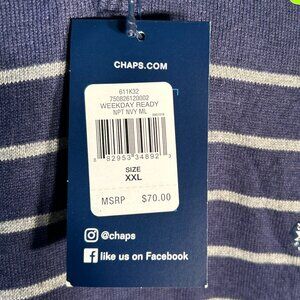 CHAPS.COM
611K32
750826120002
WEEKDAY READY
NPT NVY ML
8 82953 34892 3
SIZE
XXL
MSRP $70.00
@chaps
like us on Facebook